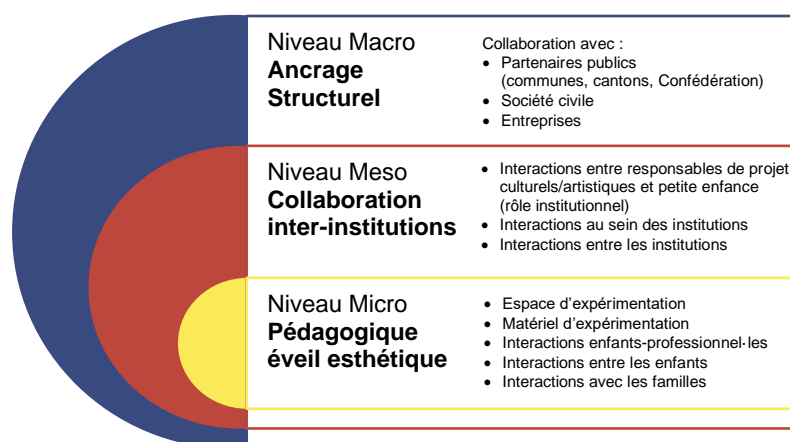 Niveau Macro
Ancrage
Structurel
Collaboration avec :
• Partenaires publics
(communes, cantons, Confédération)
• Société civile
• Entreprises
Niveau Meso
Collaboration
inter-institutions
• Interactions entre responsables de projet
culturels/artistiques et petite enfance
(rôle institutionnel)
• Interactions au sein des institutions
• Interactions entre les institutions
Niveau Micro
Pédagogique
éveil esthétique
• Espace d’expérimentation
• Matériel d’expérimentation
• Interactions enfants-professionnel·les
• Interactions entre les enfants
• Interactions avec les familles